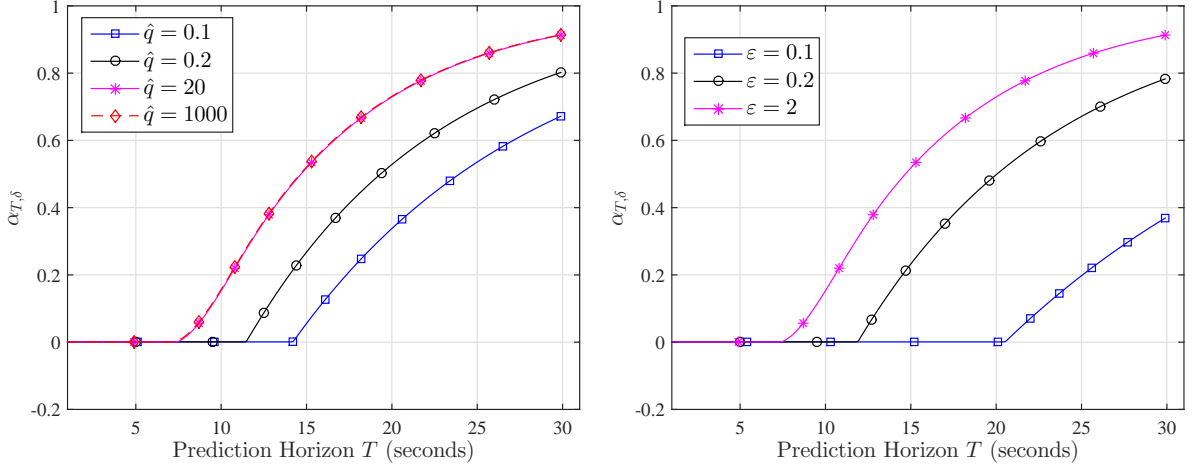 q̂ = 0.1
q̂ = 0.2
q̂ = 20
q̂ = 1000
1
0.8
0.6
0.4
0.2
0
-0.2
α_{T,δ}
5 10 15 20 25 30
Prediction Horizon T (seconds)
ε = 0.1
ε = 0.2
ε = 2
1
0.8
0.6
0.4
0.2
0
-0.2
α_{T,δ}
5 10 15 20 25 30
Prediction Horizon T (seconds)